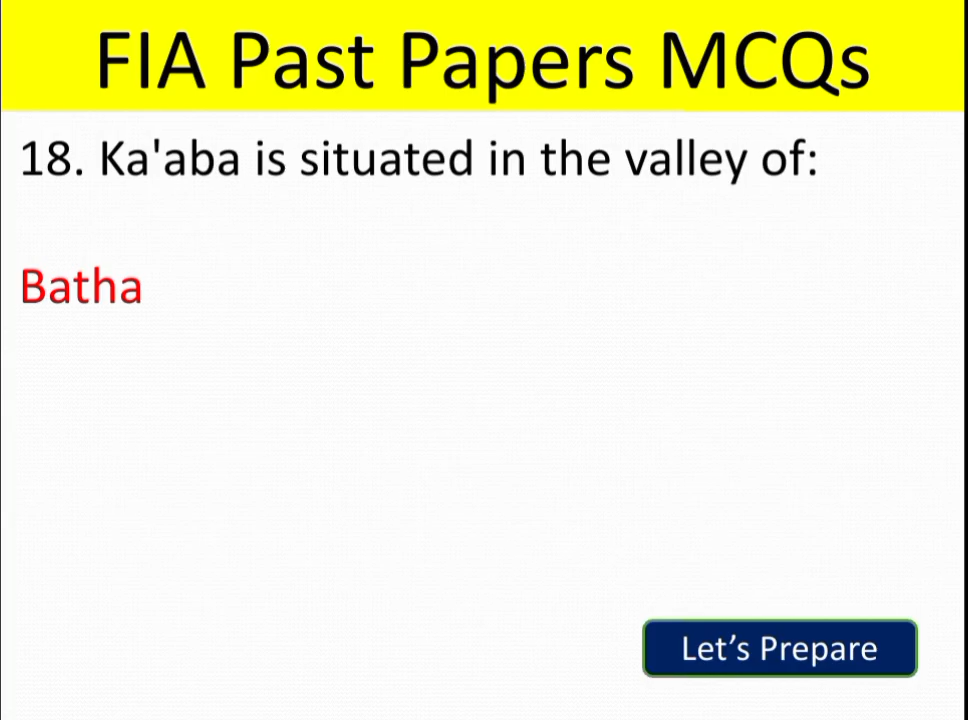 FIA Past Papers MCQs
18. Ka'aba is situated in the valley of:
Batha
Let’s Prepare